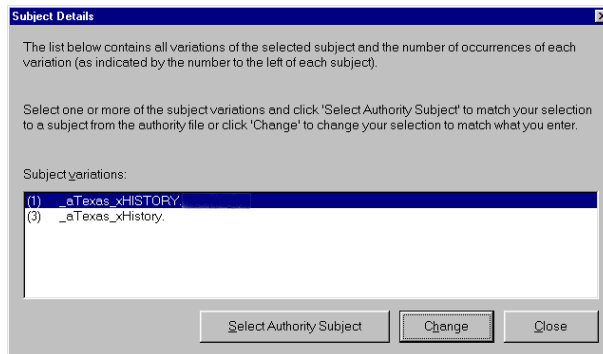 Subject Details
The list below contains all variations of the selected subject and the number of occurrences of each
variation (as indicated by the number to the left of each subject).
Select one or more of the subject variations and click 'Select Authority Subject' to match your selection
to a subject from the authority file or click 'Change' to change your selection to match what you enter.
Subject variations:
(1) _aTexas_xHISTORY.
(3) _aTexas_xHistory.
Select Authority Subject Change Close